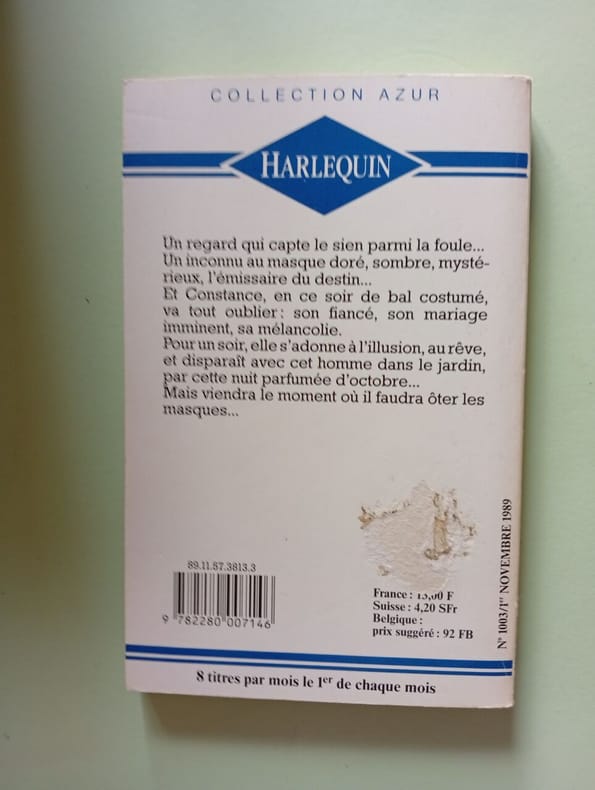 COLLECTION AZUR
HARLEQUIN
Un regard qui capte le sien parmi la foule...
Un inconnu au masque doré, sombre, mysté-
rieux, l'émissaire du destin...
Et Constance, en ce soir de bal costumé,
va tout oublier : son fiancé, son mariage
imminent, sa mélancolie.
Pour un soir, elle s'adonne à l'illusion, au rêve,
et disparaît avec cet homme dans le jardin,
par cette nuit parfumée d'octobre...
Mais viendra le moment où il faudra ôter les
masques...
89.11.57.3813.3
9 782280 007146
France : 13,00 F
Suisse : 4,20 SFr
Belgique :
prix suggéré : 92 FB
N° 1003/1er NOVEMBRE 1989
8 titres par mois le 1er de chaque mois